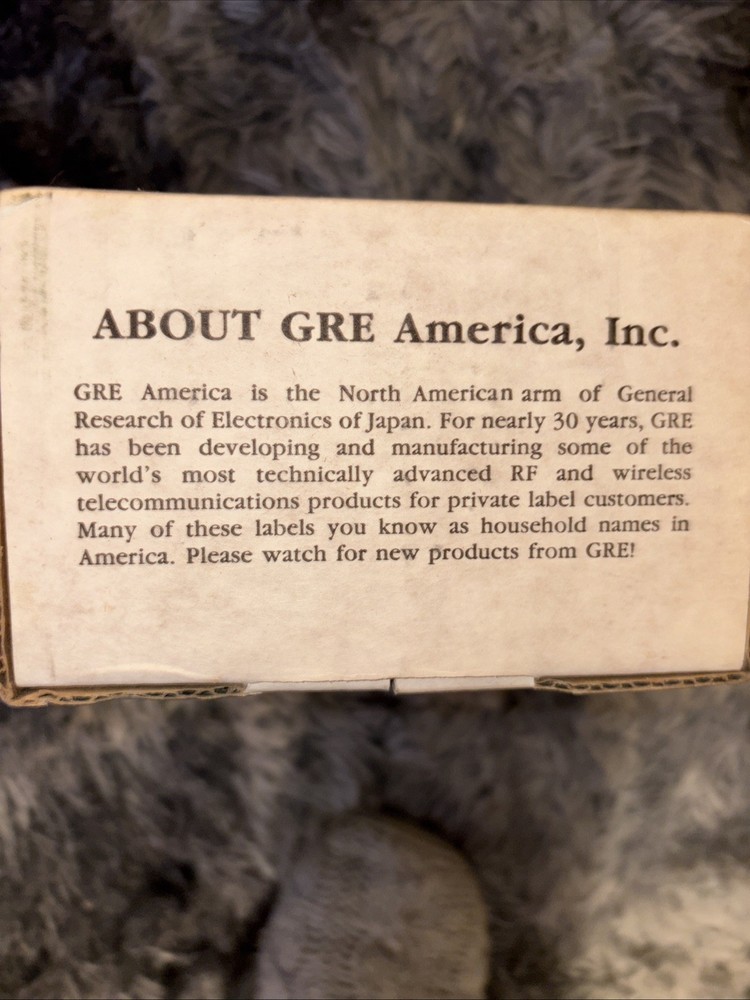 ABOUT GRE America, Inc.
GRE America is the North American arm of General
Research of Electronics of Japan. For nearly 30 years, GRE
has been developing and manufacturing some of the
world's most technically advanced RF and wireless
telecommunications products for private label customers.
Many of these labels you know as household names in
America. Please watch for new products from GRE!